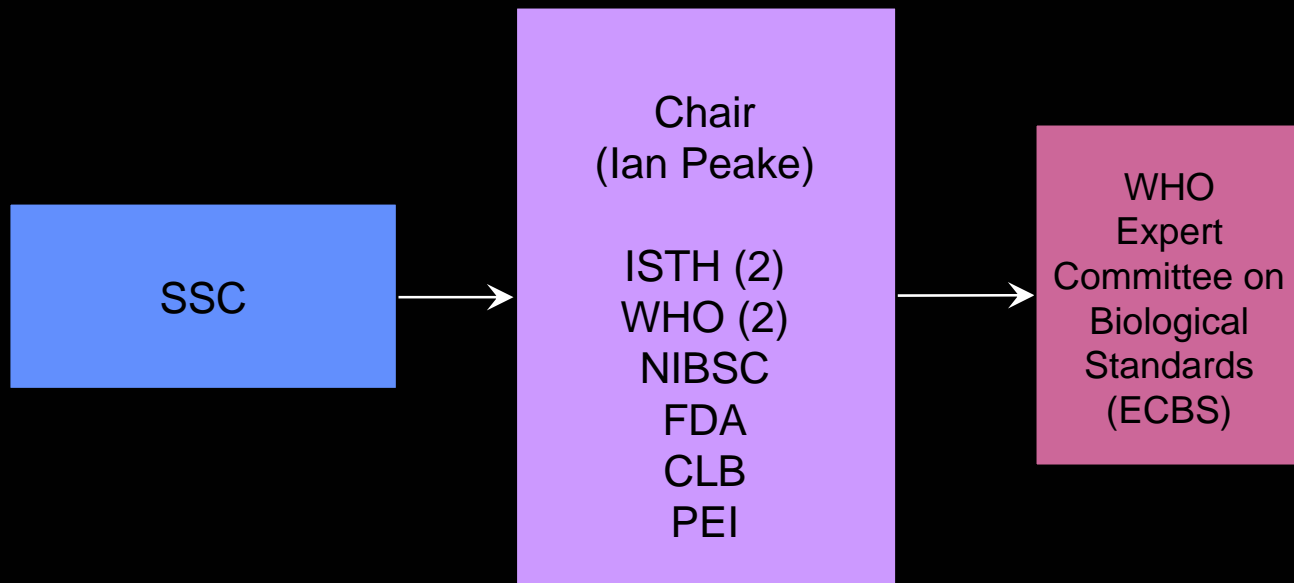 SSC
Chair
(Ian Peake)
ISTH (2)
WHO (2)
NIBSC
FDA
CLB
PEI
WHO
Expert
Committee on
Biological
Standards
(ECBS)